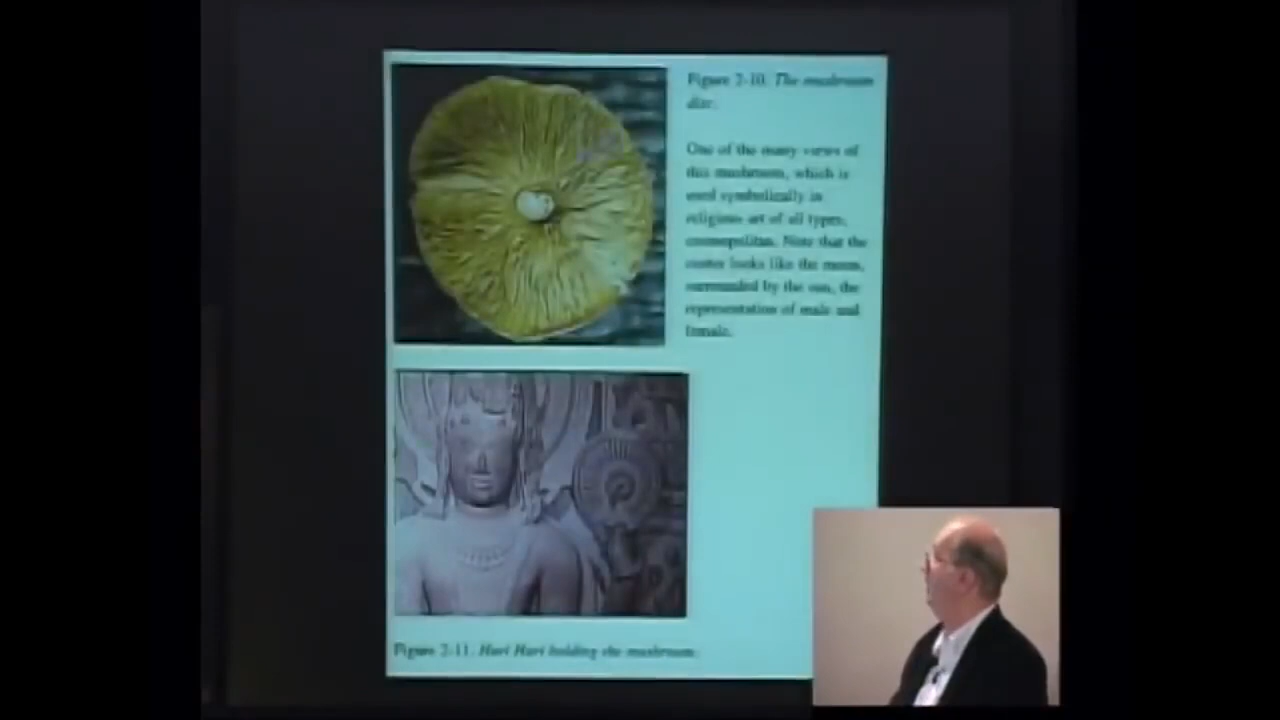 Figure 2-10. The mushroom
disc.
One of the many views of
this mushroom, which is
used symbolically in
religious art of all types,
cosmopolitan. Note that the
center looks like the moon,
surrounded by the sun, the
representation of male and
female.
Figure 2-11. Hari Hari holding the mushroom.